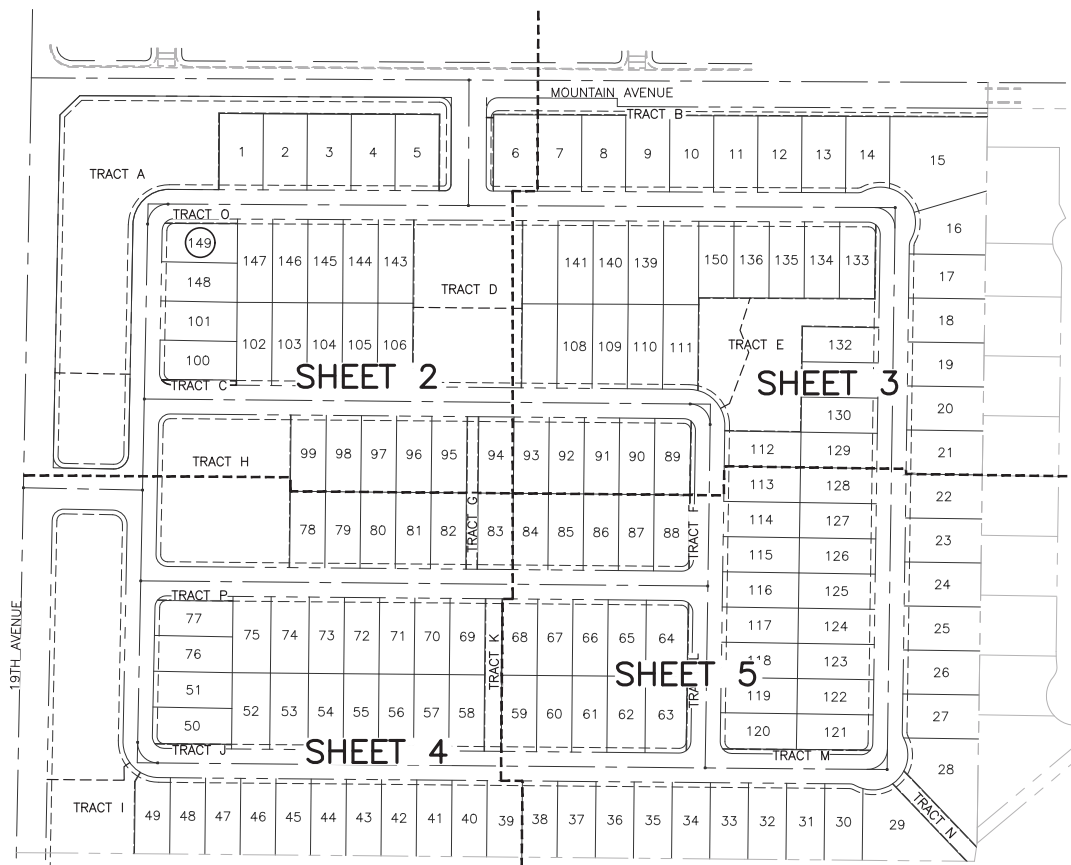 MOUNTAIN AVENUE
TRACT B
1 2 3 4 5 6 7 8 9 10 11 12 13 14 15
TRACT A
TRACT O
149
16
147 146 145 144 143
TRACT D
141 140 139
150 136 135 134 133
148
17
101
18
102 103 104 105 106
108 109 110 111
TRACT E
132
100
19
TRACT C
SHEET 2
SHEET 3
20
130
99 98 97 96 95 94 93 92 91 90 89
112 129
21
TRACT H
113 128
22
TRACT G
TRACT F
78 79 80 81 82 83 84 85 86 87 88
114 127
23
115 126
24
116 125
TRACT P
77
25
117 124
75 74 73 72 71 70 69
TRACT K
68 67 66 65 64
76
118 123
26
SHEET 5
TRACT L
51
119 122
27
52 53 54 55 56 57 58 59 60 61 62 63
50
120 121
TRACT J
SHEET 4
TRACT M
28
19TH AVENUE
TRACT I
TRACT N
49 48 47 46 45 44 43 42 41 40 39 38 37 36 35 34 33 32 31 30 29